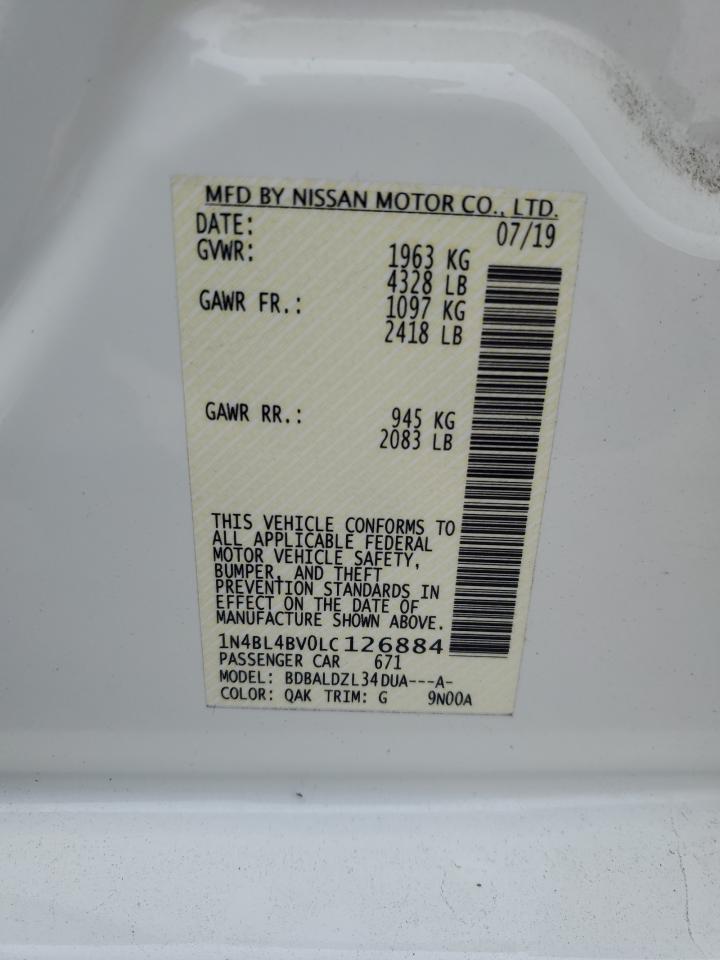 MFD BY NISSAN MOTOR CO., LTD.
DATE: 07/19
GVWR: 1963 KG
4328 LB
GAWR FR.: 1097 KG
2418 LB
GAWR RR.: 945 KG
2083 LB
THIS VEHICLE CONFORMS TO
ALL APPLICABLE FEDERAL
MOTOR VEHICLE SAFETY,
BUMPER, AND THEFT
PREVENTION STANDARDS IN
EFFECT ON THE DATE OF
MANUFACTURE SHOWN ABOVE.
1N4BL4BV0LC126884
PASSENGER CAR 671
MODEL: BDBALDZL34DUA---A-
COLOR: QAK TRIM: G 9N00A